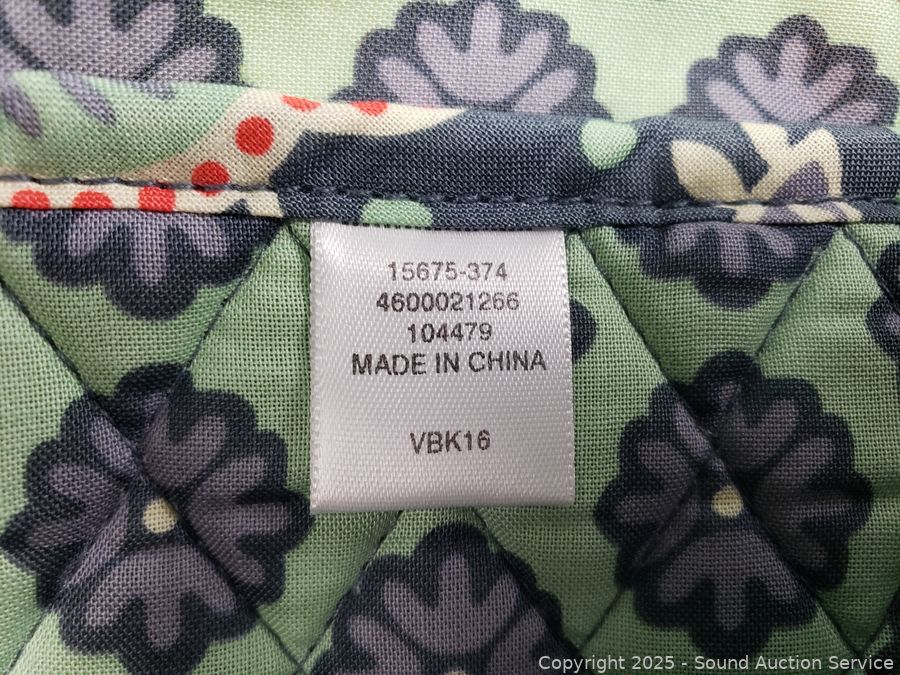 15675-374
4600021266
104479
MADE IN CHINA
VBK16
Copyright © 2025 - Sound Auction Service